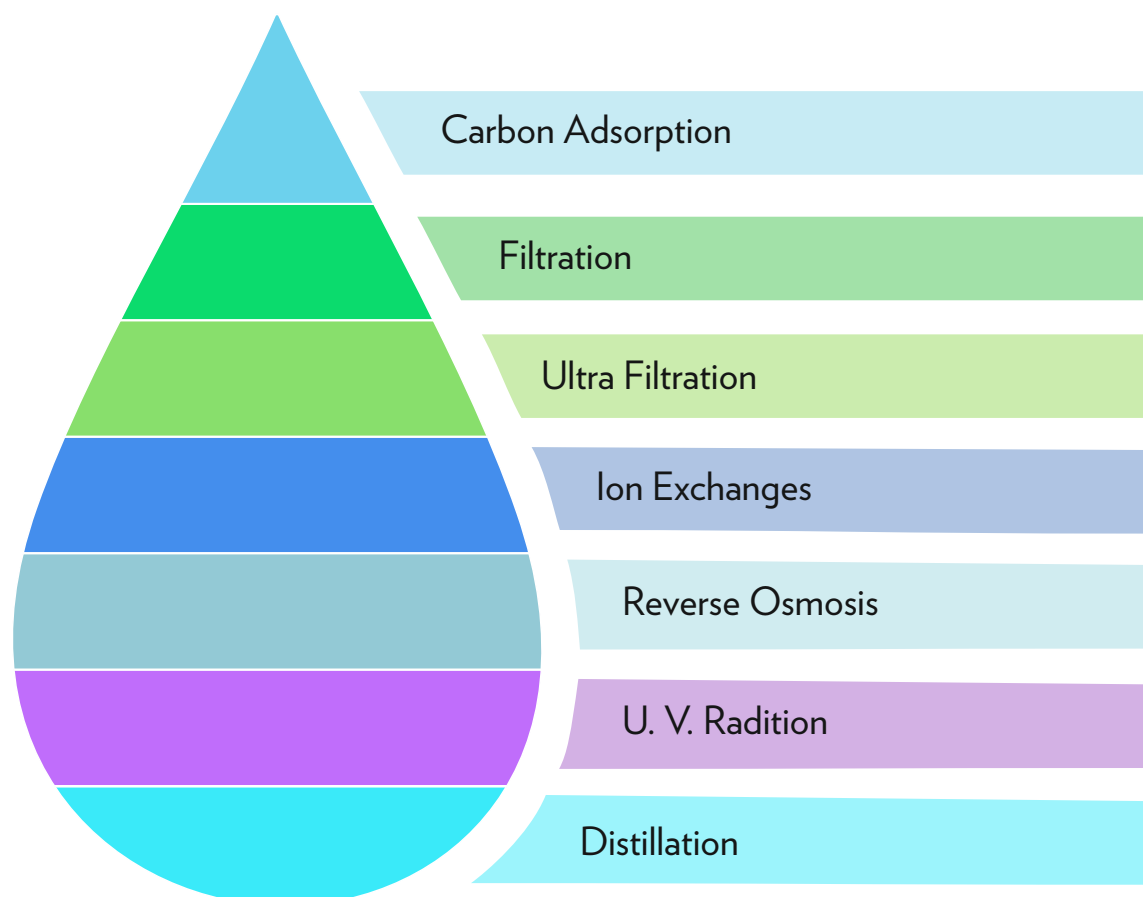 Carbon Adsorption
Filtration
Ultra Filtration
Ion Exchanges
Reverse Osmosis
U. V. Radition
Distillation